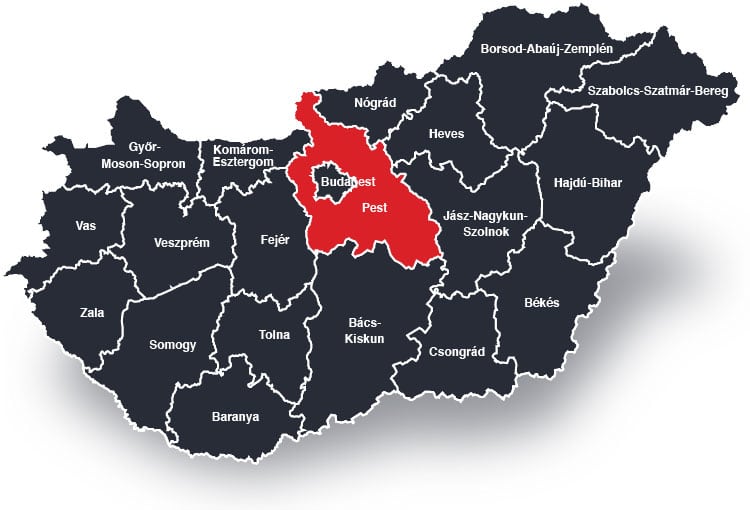 Borsod-Abaúj-Zemplén
Szabolcs-Szatmár-Bereg
Nógrád
Heves
Győr-
Moson-Sopron
Komárom-
Esztergom
Budapest
Hajdú-Bihar
Pest
Jász-Nagykun-
Szolnok
Vas
Veszprém
Fejér
Zala
Somogy
Tolna
Bács-
Kiskun
Csongrád
Békés
Baranya